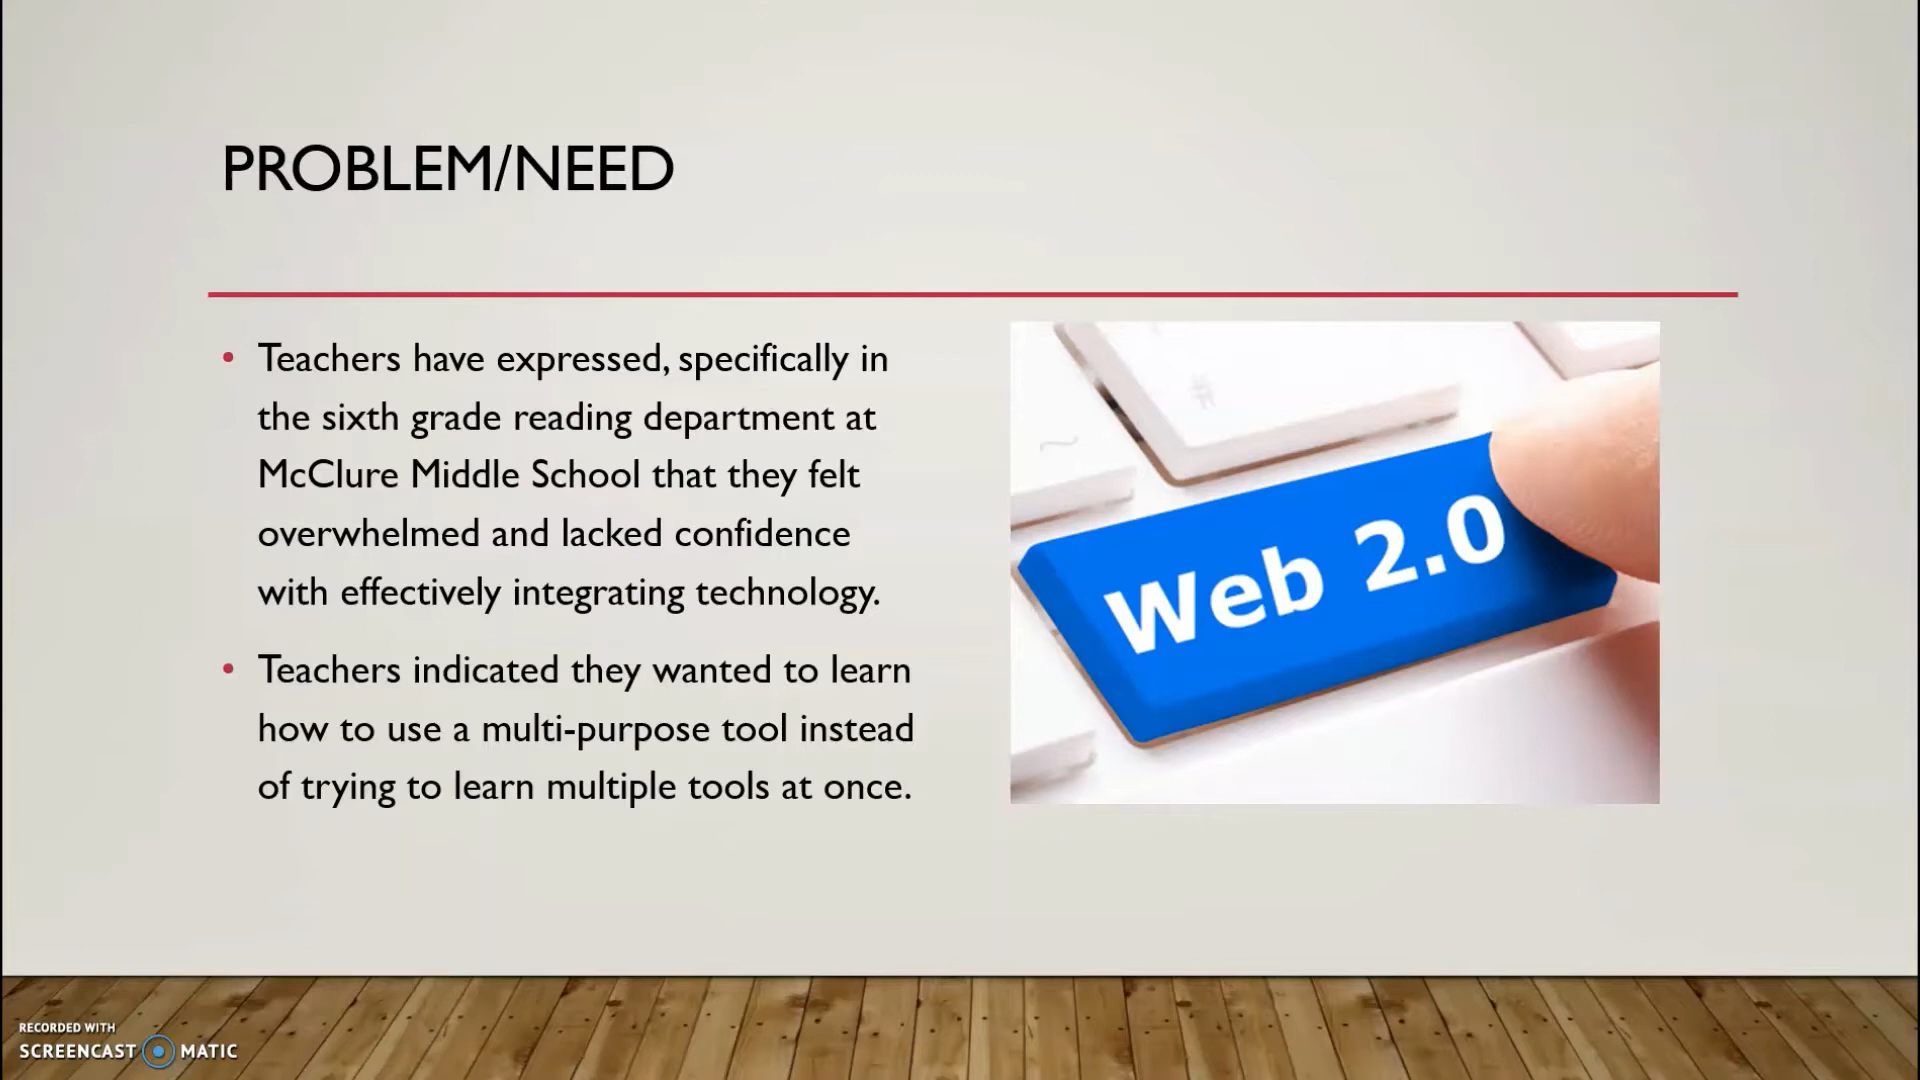 PROBLEM/NEED
• Teachers have expressed, specifically in
the sixth grade reading department at
McClure Middle School that they felt
overwhelmed and lacked confidence
with effectively integrating technology.
• Teachers indicated they wanted to learn
how to use a multi-purpose tool instead
of trying to learn multiple tools at once.
#
~
Web 2.0
RECORDED WITH
SCREENCAST MATIC